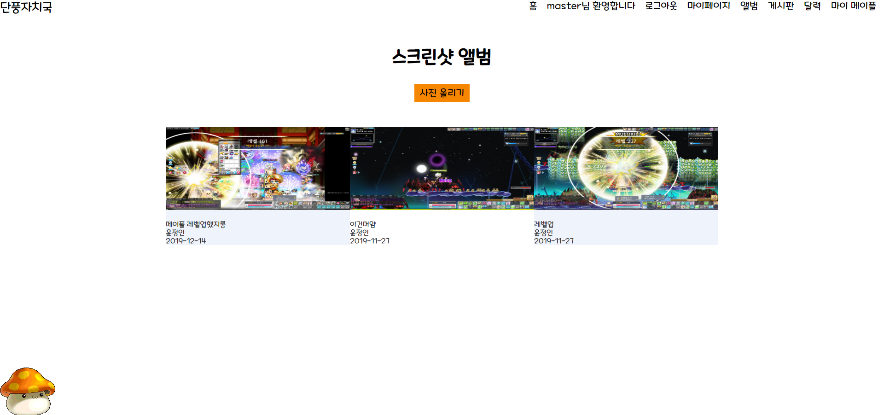 단풍자치국
홈 master님 환영합니다 로그아웃 마이페이지 앨범 게시판 달력 마이 메이플
스크린샷 앨범
사진 올리기
메이플 레벨업했지롱
윤정인
2019-12-14
이건머얌
윤정인
2019-11-27
레벨업
윤정인
2019-11-27